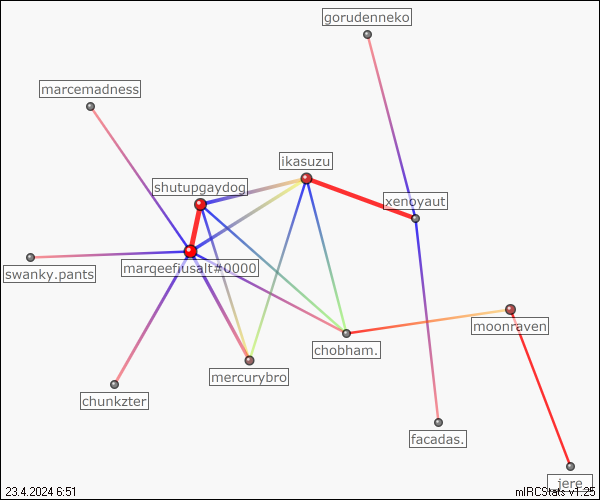 gorudenneko
marcemadness
ikasuzu
shutupgaydog
xenoyaut
marqeefiusalt#0000
swanky.pants
moonraven
chobham.
mercurybro
chunkzter
facadas.
jere_
23.4.2024 6:51
mIRCStats v1.25